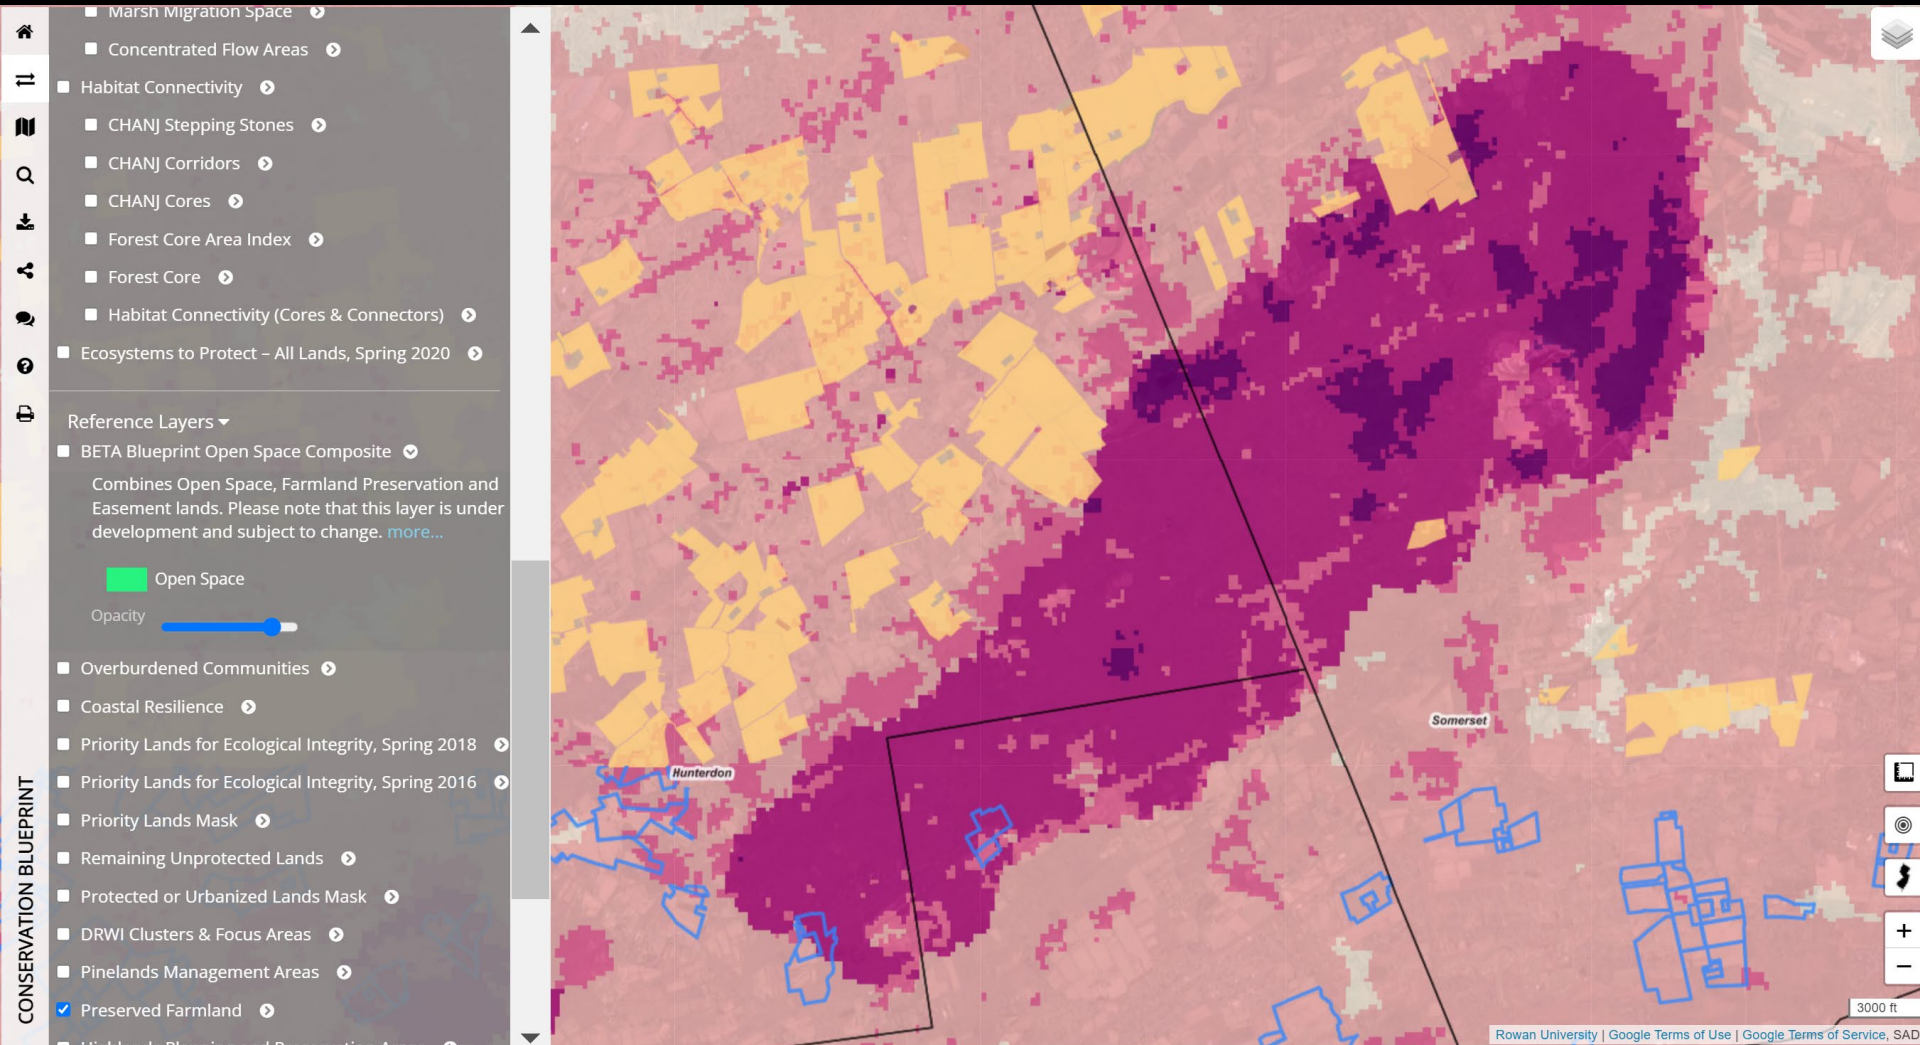 Marsh Migration Space
Concentrated Flow Areas
Habitat Connectivity
CHANJ Stepping Stones
CHANJ Corridors
CHANJ Cores
Forest Core Area Index
Forest Core
Habitat Connectivity (Cores & Connectors)
Ecosystems to Protect – All Lands, Spring 2020
Reference Layers
BETA Blueprint Open Space Composite
Combines Open Space, Farmland Preservation and
Easement lands. Please note that this layer is under
development and subject to change. more...
Open Space
Opacity
Overburdened Communities
Coastal Resilience
Priority Lands for Ecological Integrity, Spring 2018
Priority Lands for Ecological Integrity, Spring 2016
Priority Lands Mask
Remaining Unprotected Lands
Protected or Urbanized Lands Mask
DRWI Clusters & Focus Areas
Pinelands Management Areas
Preserved Farmland
CONSERVATION BLUEPRINT
Hunterdon
Somerset
+
−
3000 ft
Rowan University | Google Terms of Use | Google Terms of Service, SAD